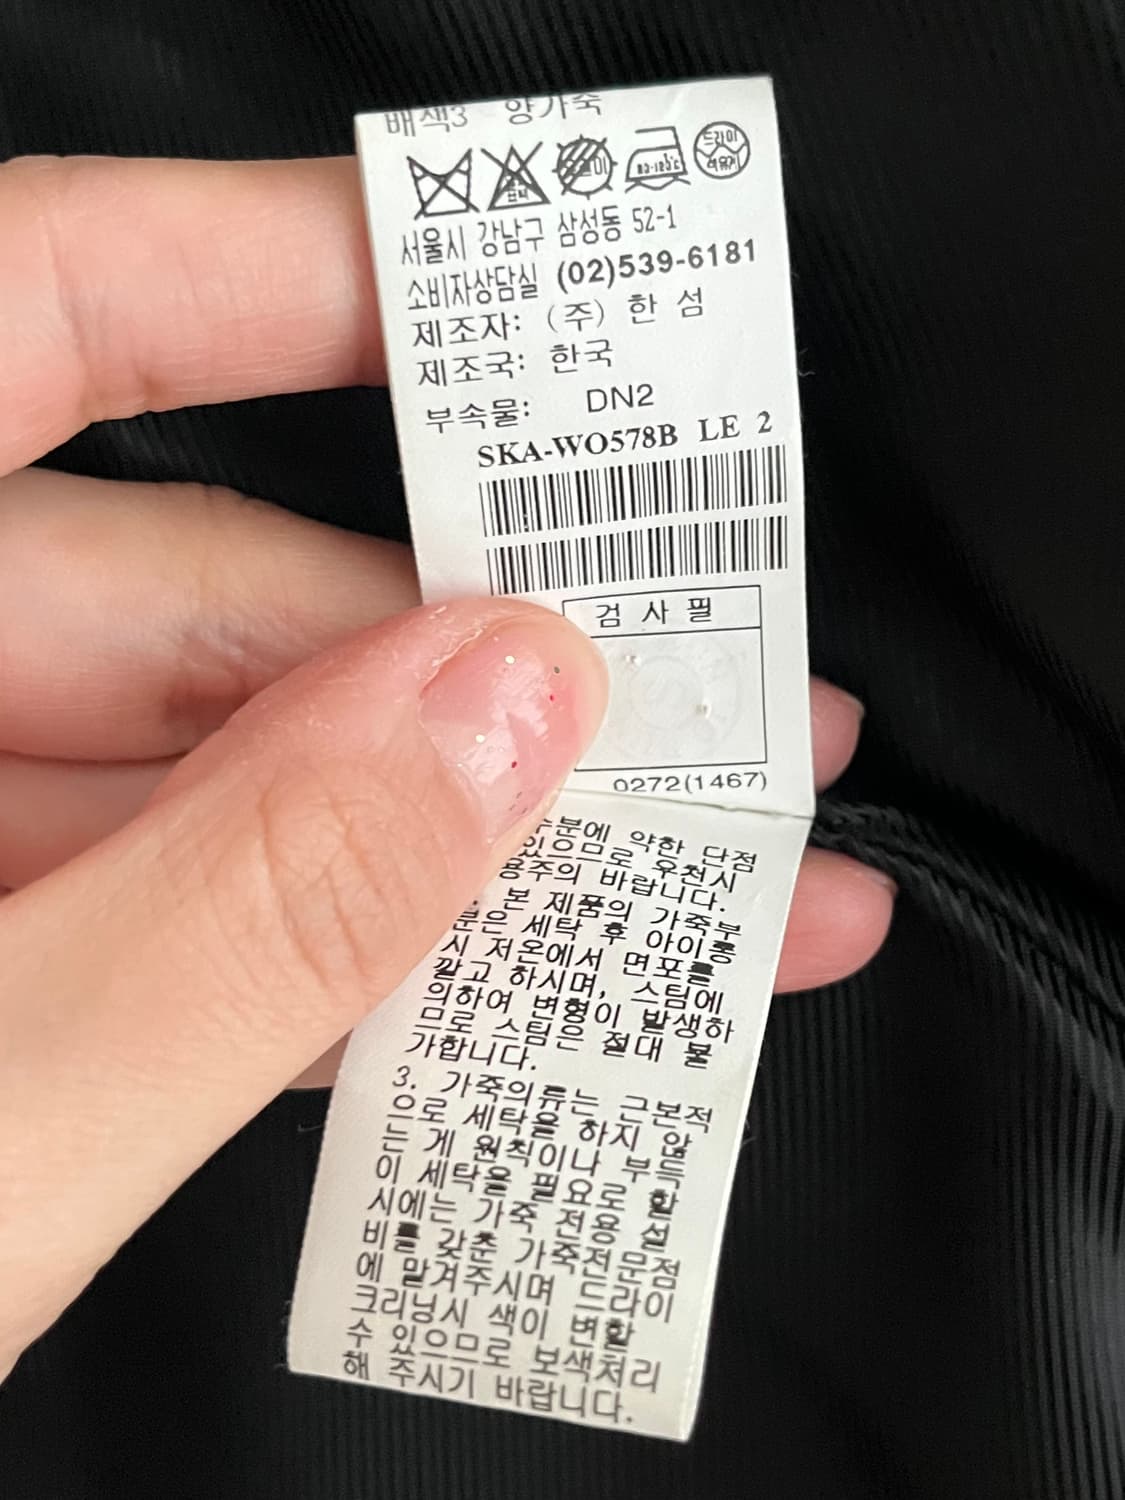 배색3 양가죽
드라이
석유계
80-120℃
서울시 강남구 삼성동 52-1
소비자상담실 (02)539-6181
제조자: (주) 한 섬
제조국: 한국
부속물: DN2
SKA-WO578B LE 2
검 사 필
0272(1467)
수분에 약한 단점
있으므로 우천시
용주의 바랍니다.
본 제품의 가죽부
분은 세탁 후 아이롱
시 저온에서 면포를
깔고 하시며, 스팀에
의하여 변형이 발생하
므로 스팀은 절대 불
가합니다.
3. 가죽의류는 근본적
으로 세탁을 하지 않
는 게 원칙이나 부득
이 세탁을 필요로 할
시에는 가죽 전용 설
비를 갖춘 가죽전문점
에 맡겨주시며 드라이
크리닝시 색이 변할
수 있으므로 보색처리
해 주시기 바랍니다.